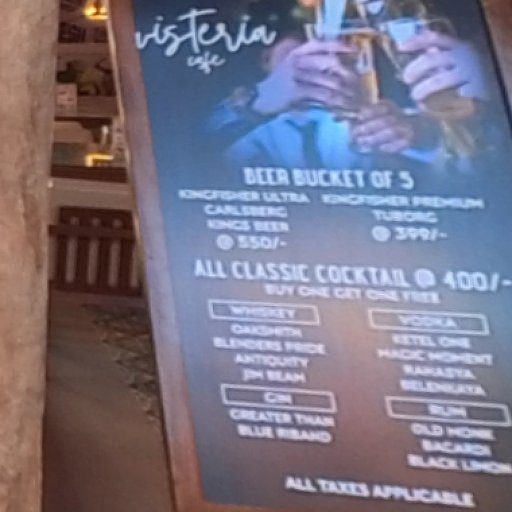 wisteria
cafe
BEER BUCKET OF 5
KINGFISHER ULTRA KINGFISHER PREMIUM
CARLSBERG TUBORG
KINGS BEER
@ 550/- @ 399/-
ALL CLASSIC COCKTAIL @ 400/-
BUY ONE GET ONE FREE
WHISKEY VODKA
OAKSMITH KETEL ONE
BLENDERS PRIDE MAGIC MOMENT
ANTIQUITY RAHASYA
JIM BEAM BELENKAYA
GIN RUM
GREATER THAN OLD MONK
BLUE RIBAND BACARDI
BLACK LIMON
ALL TAXES APPLICABLE